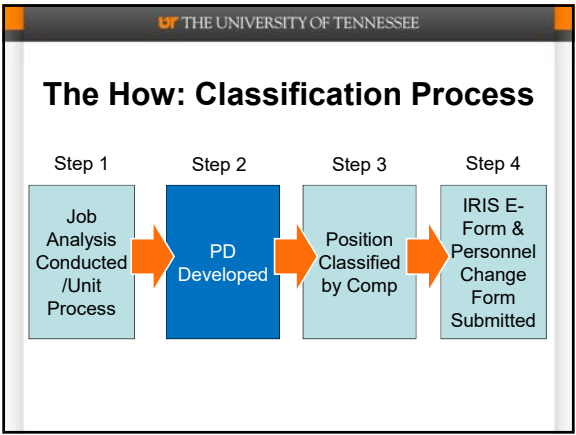 UT THE UNIVERSITY OF TENNESSEE
The How: Classification Process
Step 1
Step 2
Step 3
Step 4
Job
Analysis
Conducted
/Unit
Process
PD
Developed
Position
Classified
by Comp
IRIS E-
Form &
Personnel
Change
Form
Submitted